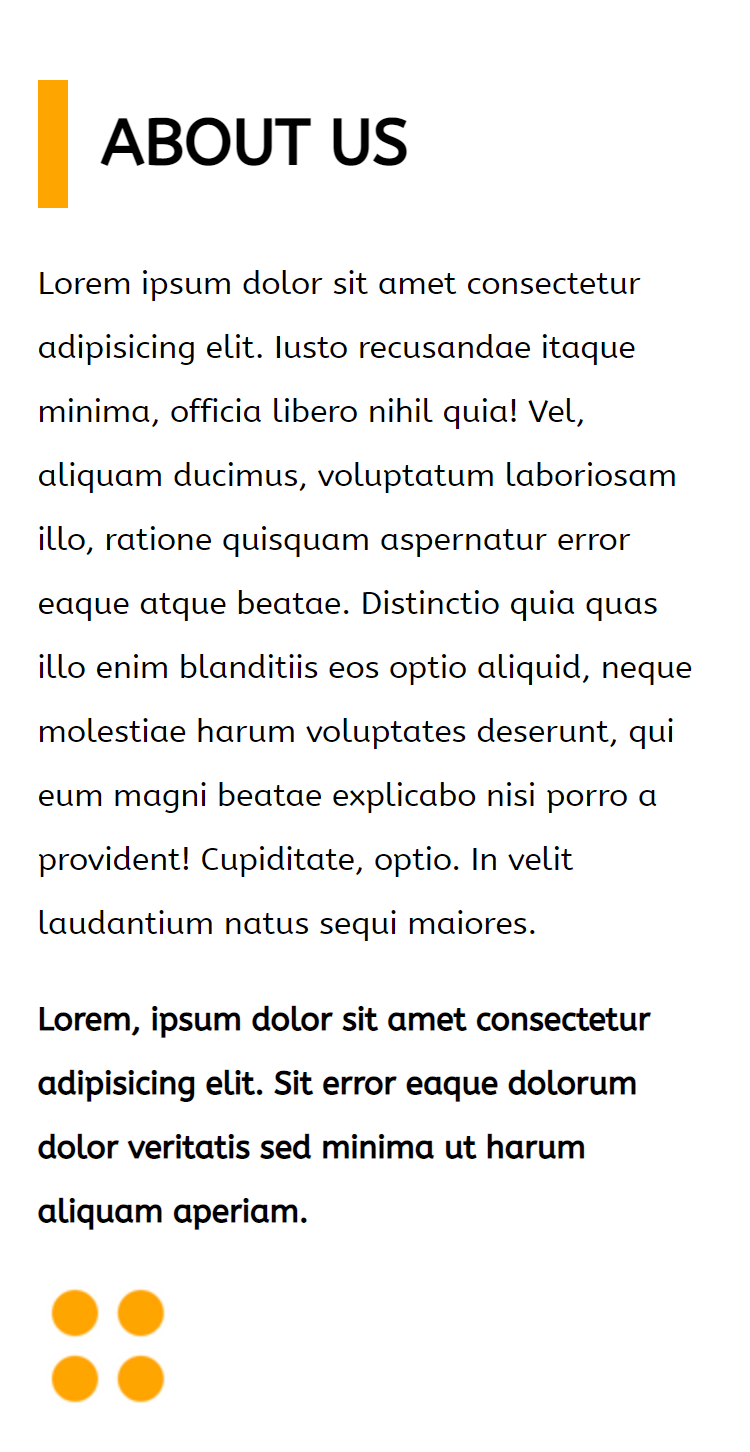 ABOUT US
Lorem ipsum dolor sit amet consectetur
adipisicing elit. Iusto recusandae itaque
minima, officia libero nihil quia! Vel,
aliquam ducimus, voluptatum laboriosam
illo, ratione quisquam aspernatur error
eaque atque beatae. Distinctio quia quas
illo enim blanditiis eos optio aliquid, neque
molestiae harum voluptates deserunt, qui
eum magni beatae explicabo nisi porro a
provident! Cupiditate, optio. In velit
laudantium natus sequi maiores.
Lorem, ipsum dolor sit amet consectetur
adipisicing elit. Sit error eaque dolorum
dolor veritatis sed minima ut harum
aliquam aperiam.